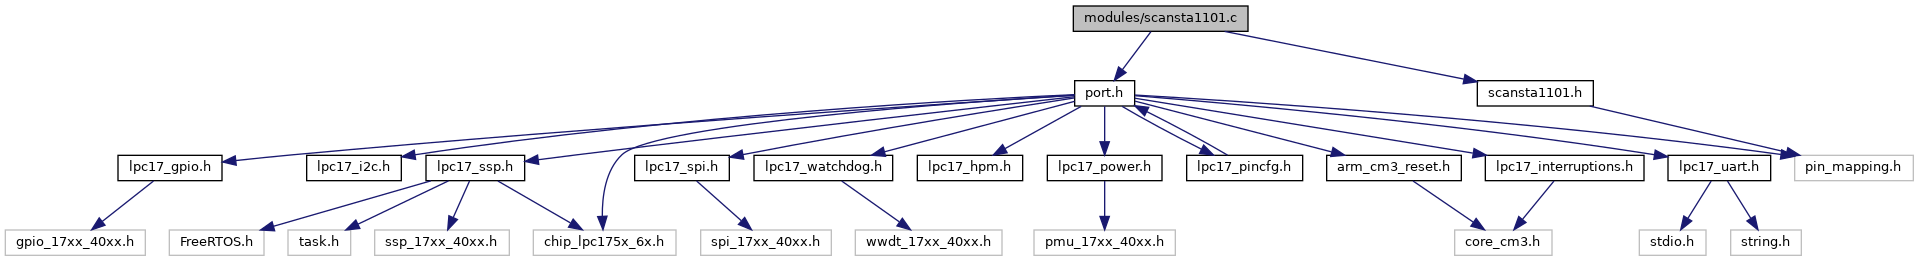 modules/scansta1101.c
port.h
scansta1101.h
lpc17_gpio.h
lpc17_i2c.h
lpc17_ssp.h
lpc17_spi.h
lpc17_watchdog.h
lpc17_hpm.h
lpc17_power.h
lpc17_pincfg.h
arm_cm3_reset.h
lpc17_interruptions.h
lpc17_uart.h
pin_mapping.h
gpio_17xx_40xx.h
FreeRTOS.h
task.h
ssp_17xx_40xx.h
chip_lpc175x_6x.h
spi_17xx_40xx.h
wwdt_17xx_40xx.h
pmu_17xx_40xx.h
core_cm3.h
stdio.h
string.h